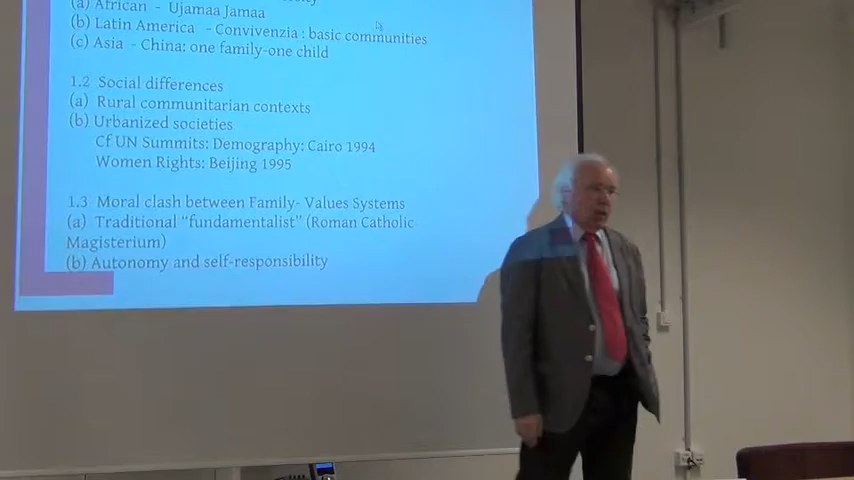 (a) African - Ujamaa Jamaa
(b) Latin America - Convivenzia : basic communities
(c) Asia - China: one family-one child
1.2 Social differences
(a) Rural communitarian contexts
(b) Urbanized societies
Cf UN Summits: Demography: Cairo 1994
Women Rights: Beijing 1995
1.3 Moral clash between Family- Values Systems
(a) Traditional “fundamentalist” (Roman Catholic
Magisterium)
(b) Autonomy and self-responsibility